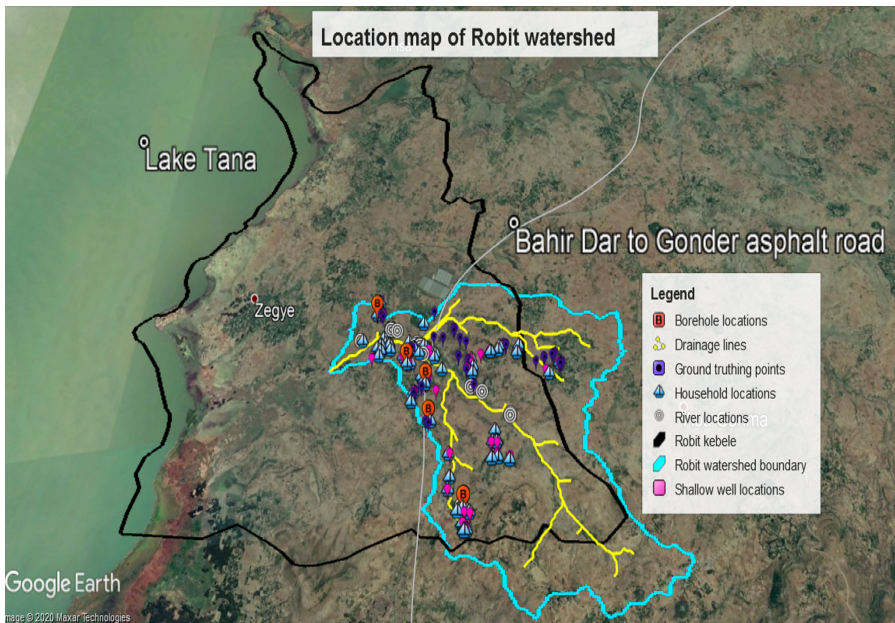 Location map of Robit watershed
Lake Tana
Bahir Dar to Gonder asphalt road
Zegye
Legend
B Borehole locations
Drainage lines
Ground truthing points
Household locations
River locations
Robit kebele
Robit watershed boundary
Shallow well locations
B
B
B
B
B
Google Earth
mage © 2020 Maxar Technologies